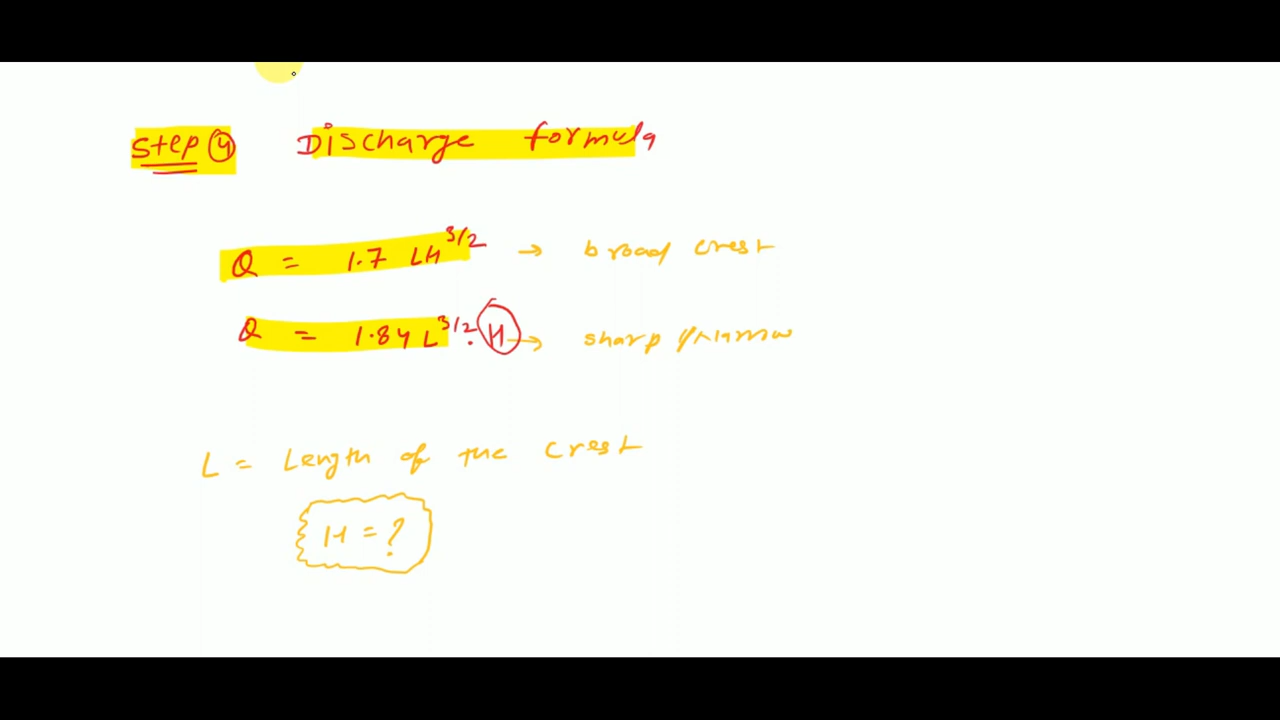 Step ④ Discharge formula
Q = 1.7 LH^3/2 → broad crest
Q = 1.84 L^3/2 . H → sharp / narrow
L = Length of the crest
H = ?